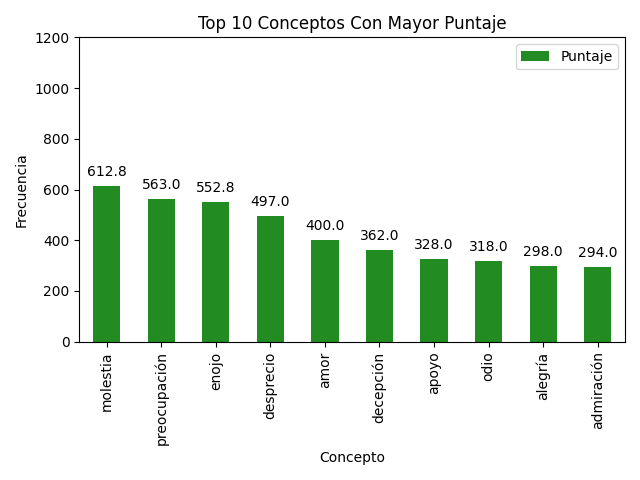 Top 10 Conceptos Con Mayor Puntaje
Puntaje
Frecuencia
1200
1000
800
600
400
200
0
612.8
563.0
552.8
497.0
400.0
362.0
328.0
318.0
298.0
294.0
molestia
preocupación
enojo
desprecio
amor
decepción
apoyo
odio
alegría
admiración
Concepto